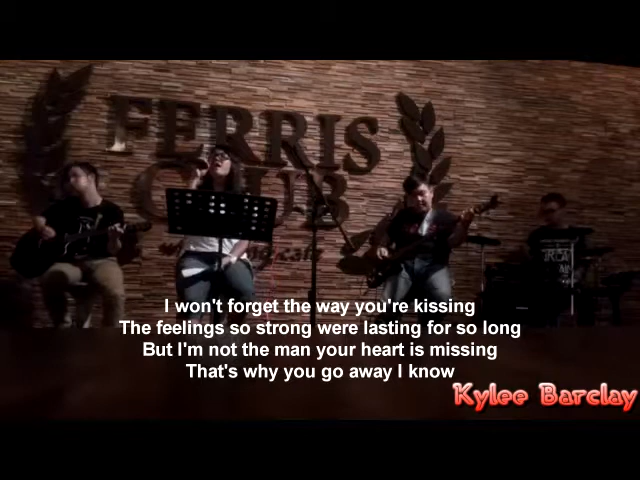 FERRIS
CLUB
I won't forget the way you're kissing
The feelings so strong were lasting for so long
But I'm not the man your heart is missing
That's why you go away I know
Kylee Barclay